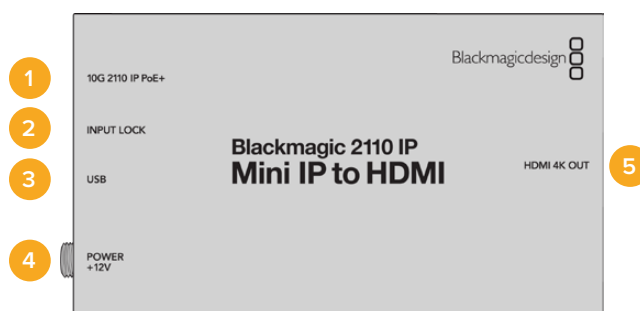 Blackmagicdesign
1
10G 2110 IP PoE+
2
INPUT LOCK
Blackmagic 2110 IP
Mini IP to HDMI
3
USB
HDMI 4K OUT
5
4
POWER
+12V